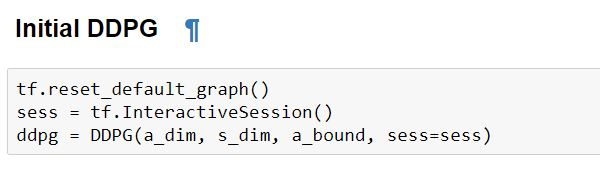 Initial DDPG ¶
tf.reset_default_graph()
sess = tf.InteractiveSession()
ddpg = DDPG(a_dim, s_dim, a_bound, sess=sess)